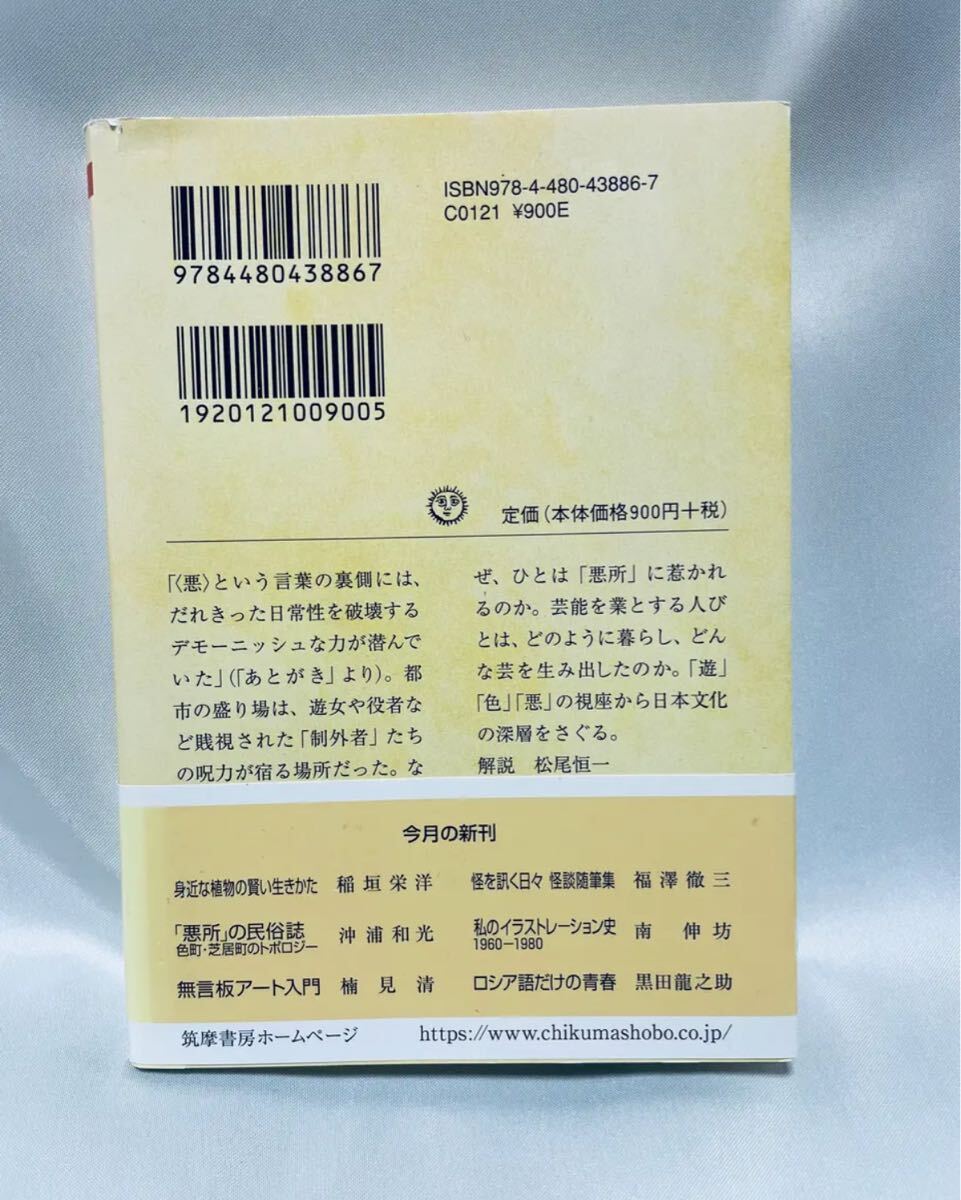 ISBN978-4-480-43886-7
C0121 ¥900E
9784480438867
1920121009005
定価(本体価格900円+税)
「〈悪〉という言葉の裏側には、
だれきった日常性を破壊する
デモーニッシュな力が潜んで
いた」(「あとがき」より)。都
市の盛り場は、遊女や役者な
ど賤視された「制外者」たち
の呪力が宿る場所だった。な
ぜ、ひとは「悪所」に惹かれ
るのか。芸能を業とする人び
とは、どのように暮らし、どん
な芸を生み出したのか。「遊」
「色」「悪」の視座から日本文化
の深層をさぐる。
解説 松尾恒一
今月の新刊
身近な植物の賢い生きかた 稲垣栄洋
「悪所」の民俗誌
色町・芝居町のトポロジー 沖浦和光
無言板アート入門 楠見清
怪を訊く日々 怪談随筆集 福澤徹三
私のイラストレーション史
1960-1980 南伸坊
ロシア語だけの青春 黒田龍之助
筑摩書房ホームページ https://www.chikumashobo.co.jp/